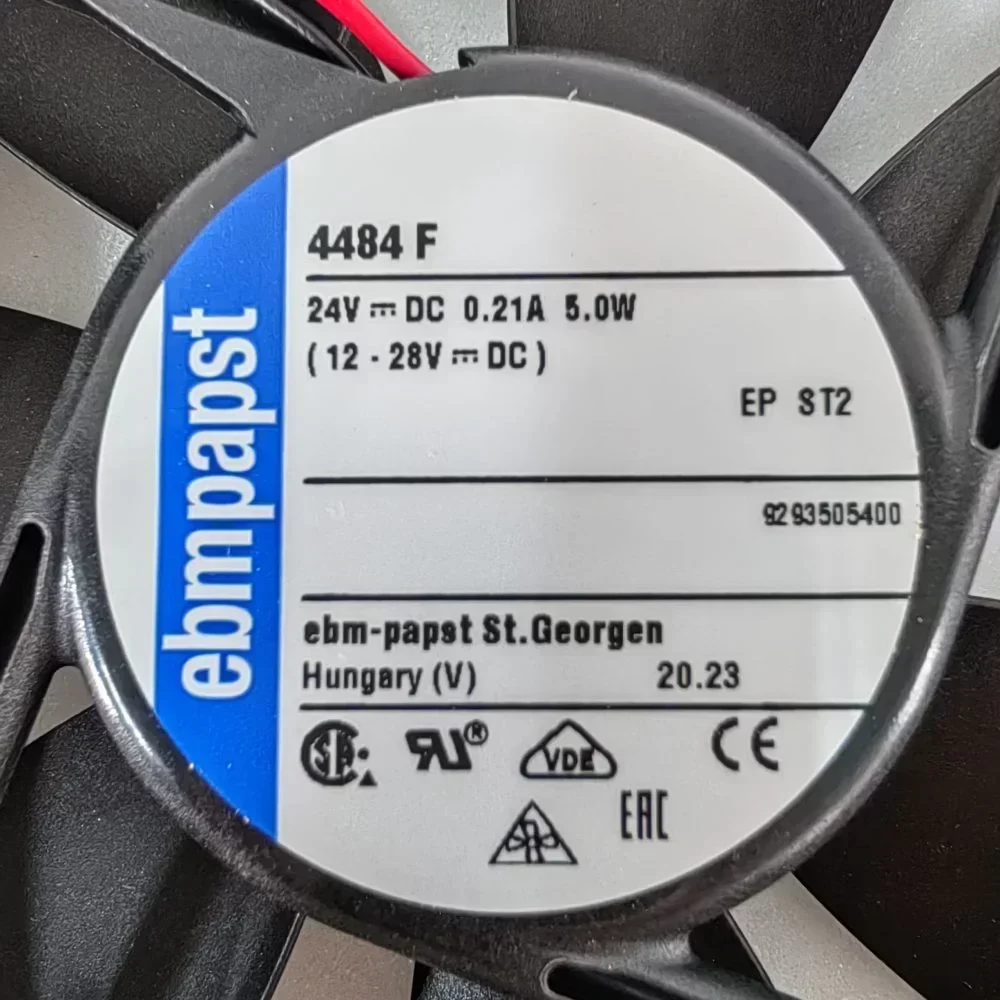 ebmpapst
4484 F
24V ⎓ DC 0.21A 5.0W
( 12 - 28V ⎓ DC )
EP ST2
9293505400
ebm-papst St.Georgen
Hungary (V) 20.23
VDE CE
EAC